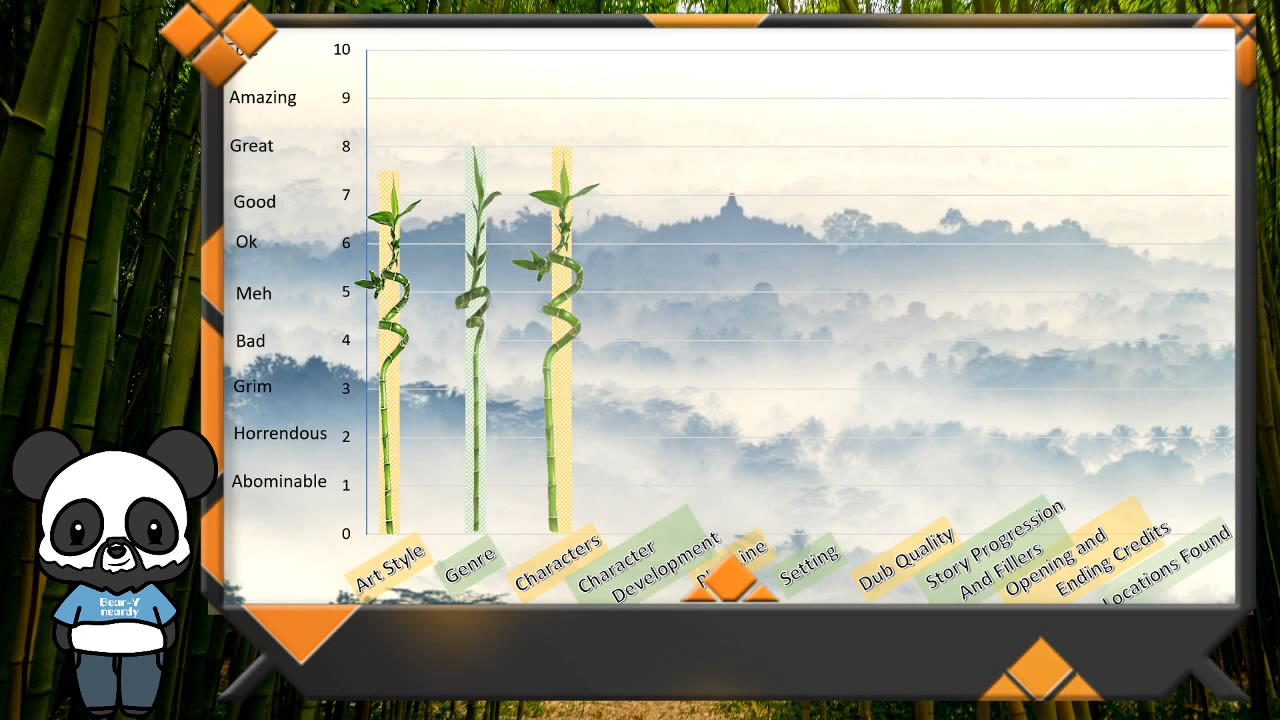 10
Amazing 9
Great 8
Good 7
Ok 6
Meh 5
Bad 4
Grim 3
Horrendous 2
Abominable 1
0
Art Style
Genre
Characters
Character
Development
Setting
Dub Quality
Story Progression
And Fillers
Opening and
Ending Credits
Locations Found
Bear-Y
neardy